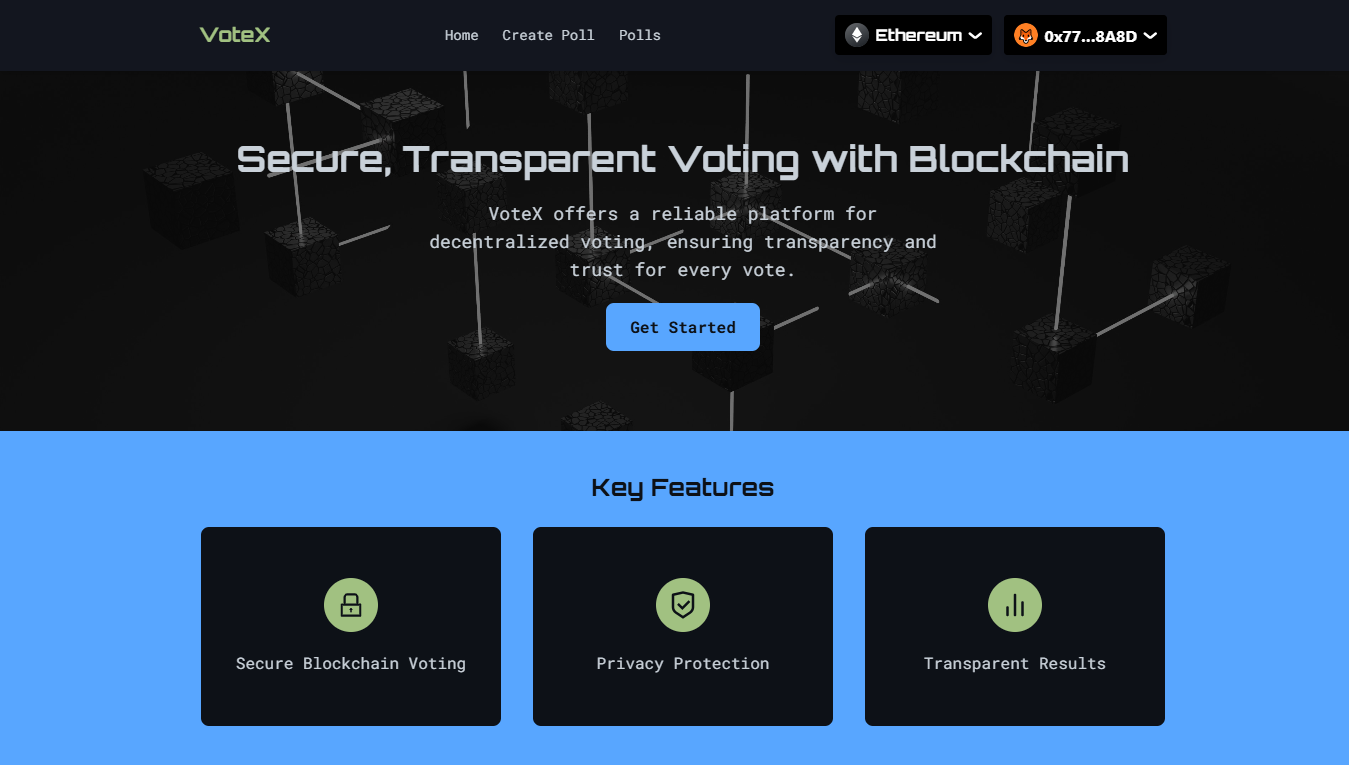 VoteX
Home
Create Poll
Polls
Ethereum
0x77...8A8D
Secure, Transparent Voting with Blockchain
VoteX offers a reliable platform for
decentralized voting, ensuring transparency and
trust for every vote.
Get Started
Key Features
Secure Blockchain Voting
Privacy Protection
Transparent Results